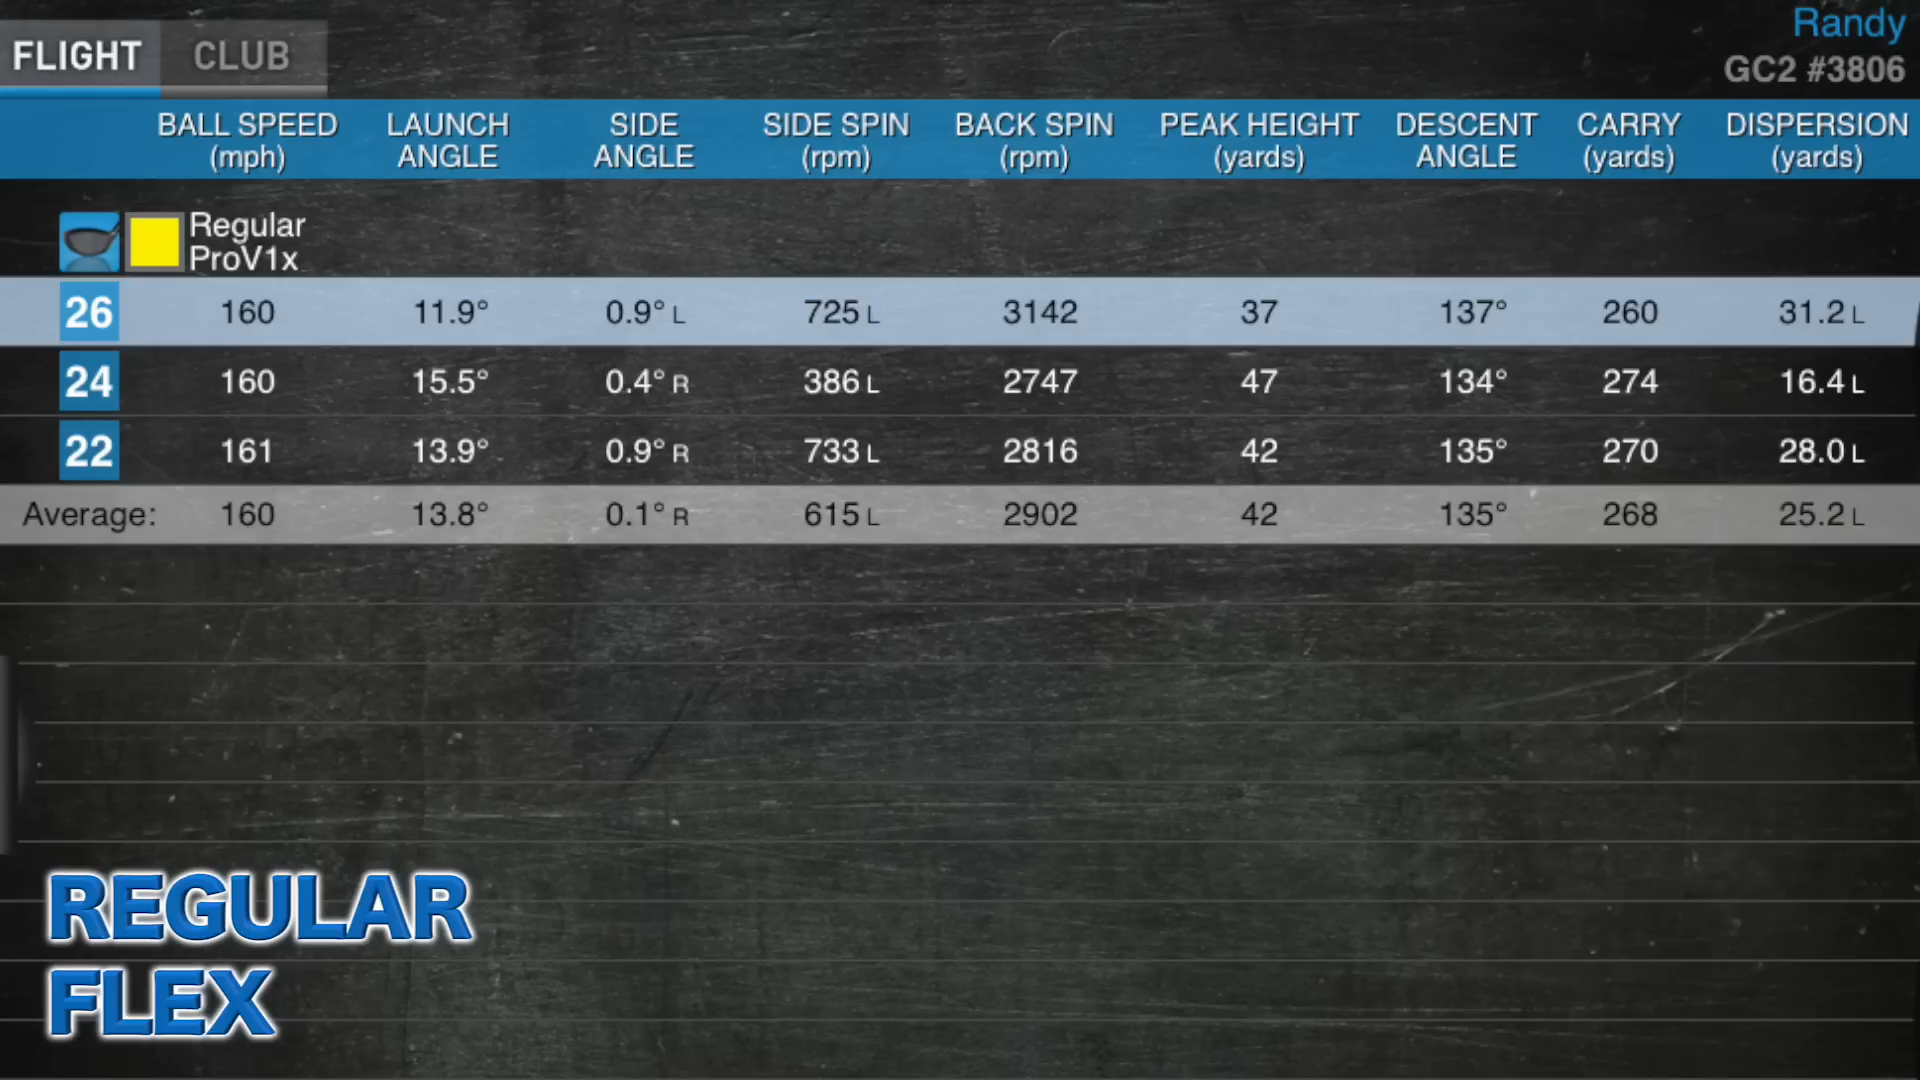 Randy
GC2 #3806
FLIGHT CLUB
BALL SPEED (mph) LAUNCH ANGLE SIDE ANGLE SIDE SPIN (rpm) BACK SPIN (rpm) PEAK HEIGHT (yards) DESCENT ANGLE CARRY (yards) DISPERSION (yards)
Regular
ProV1x
26 160 11.9° 0.9° L 725 L 3142 37 137° 260 31.2 L
24 160 15.5° 0.4° R 386 L 2747 47 134° 274 16.4 L
22 161 13.9° 0.9° R 733 L 2816 42 135° 270 28.0 L
Average: 160 13.8° 0.1° R 615 L 2902 42 135° 268 25.2 L
REGULAR
FLEX